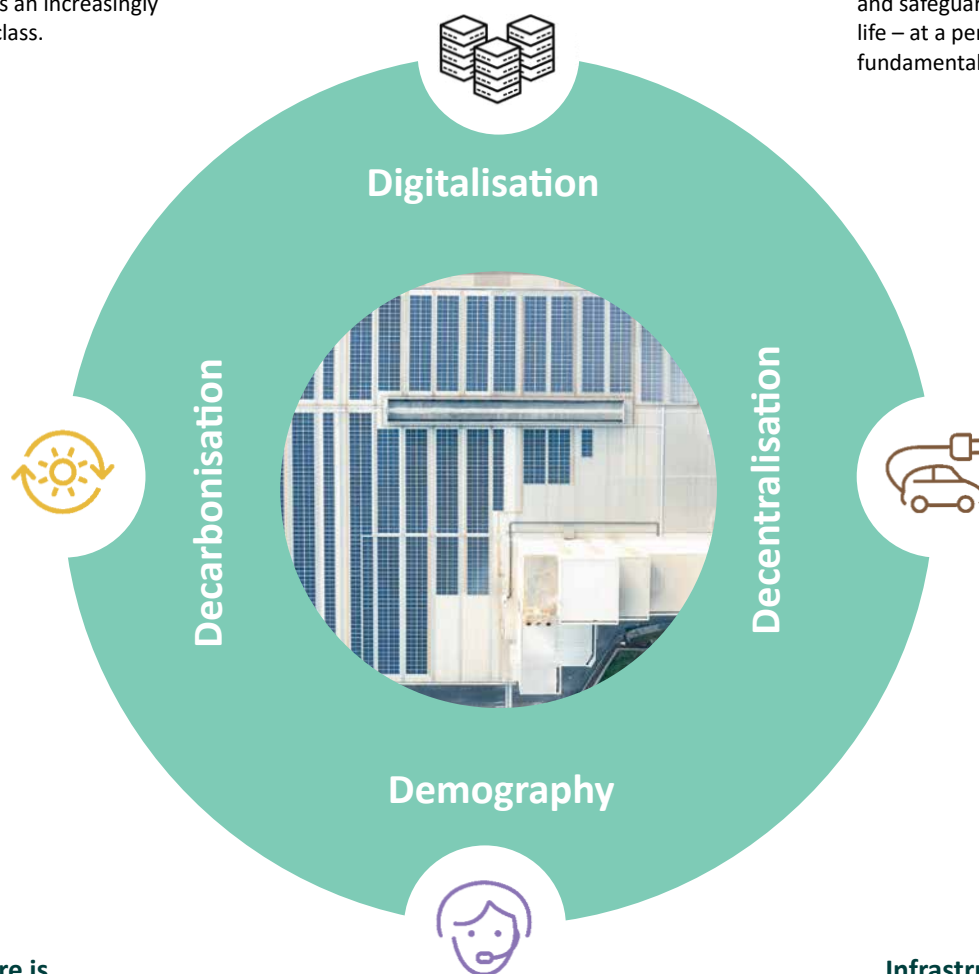 s an increasingly
class.
and safeguar
life – at a per
fundamental
Digitalisation
Decarbonisation
Decentralisation
Demography
re is
Infrastru